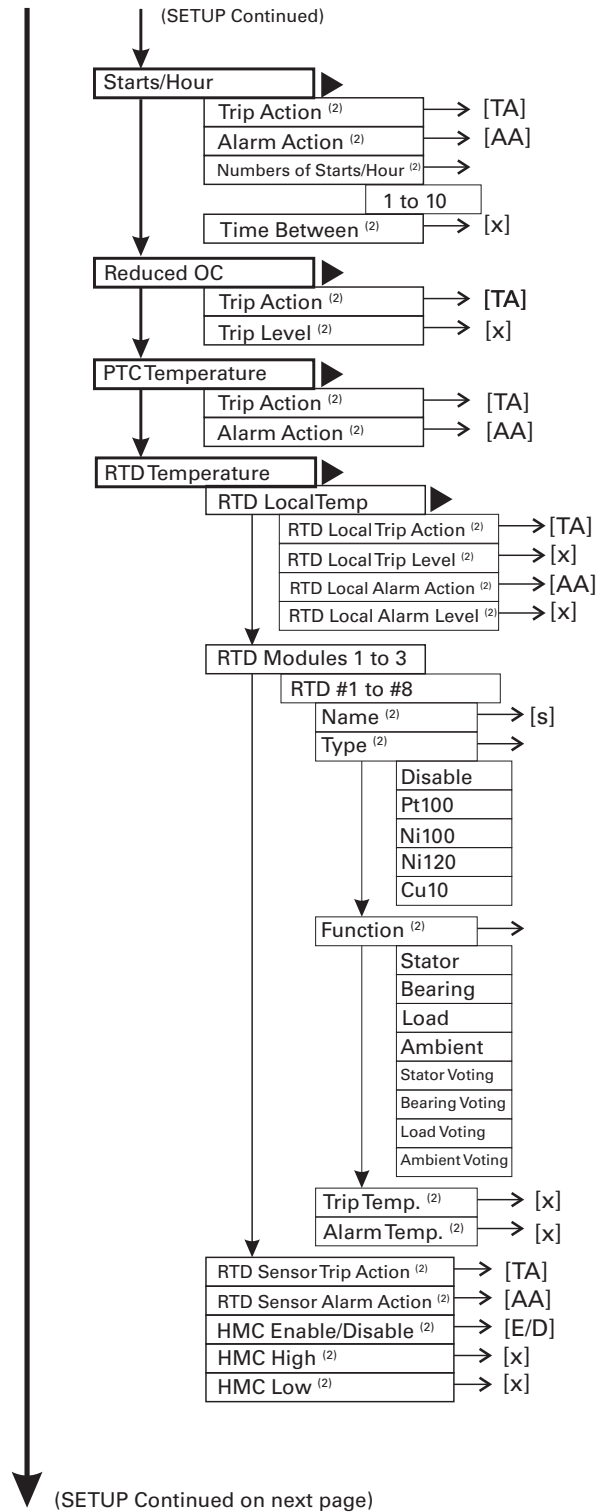 (SETUP Continued)
Starts/Hour
Trip Action (2) [TA]
Alarm Action (2) [AA]
Numbers of Starts/Hour (2)
1 to 10
Time Between (2) [x]
Reduced OC
Trip Action (2) [TA]
Trip Level (2) [x]
PTC Temperature
Trip Action (2) [TA]
Alarm Action (2) [AA]
RTD Temperature
RTD Local Temp
RTD Local Trip Action (2) [TA]
RTD Local Trip Level (2) [x]
RTD Local Alarm Action (2) [AA]
RTD Local Alarm Level (2) [x]
RTD Modules 1 to 3
RTD #1 to #8
Name (2) [s]
Type (2)
Disable
Pt100
Ni100
Ni120
Cu10
Function (2)
Stator
Bearing
Load
Ambient
Stator Voting
Bearing Voting
Load Voting
Ambient Voting
Trip Temp. (2) [x]
Alarm Temp. (2) [x]
RTD Sensor Trip Action (2) [TA]
RTD Sensor Alarm Action (2) [AA]
HMC Enable/Disable (2) [E/D]
HMC High (2) [x]
HMC Low (2) [x]
(SETUP Continued on next page)